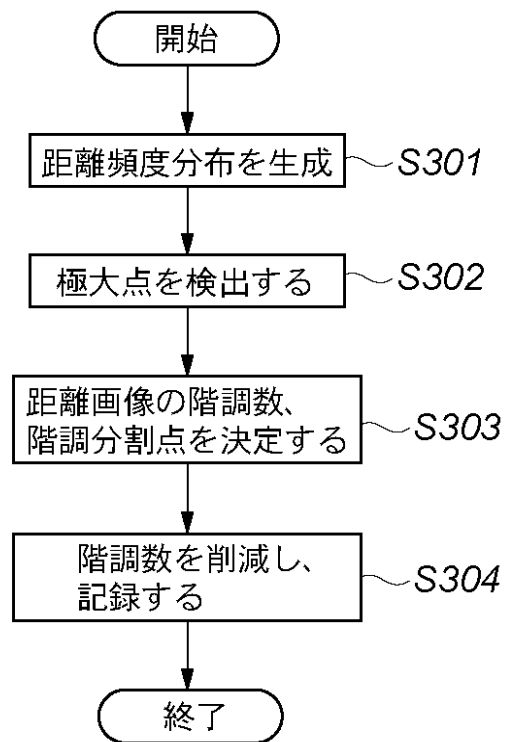 開始
距離頻度分布を生成 S301
極大点を検出する S302
距離画像の階調数、
階調分割点を決定する S303
階調数を削減し、
記録する S304
終了